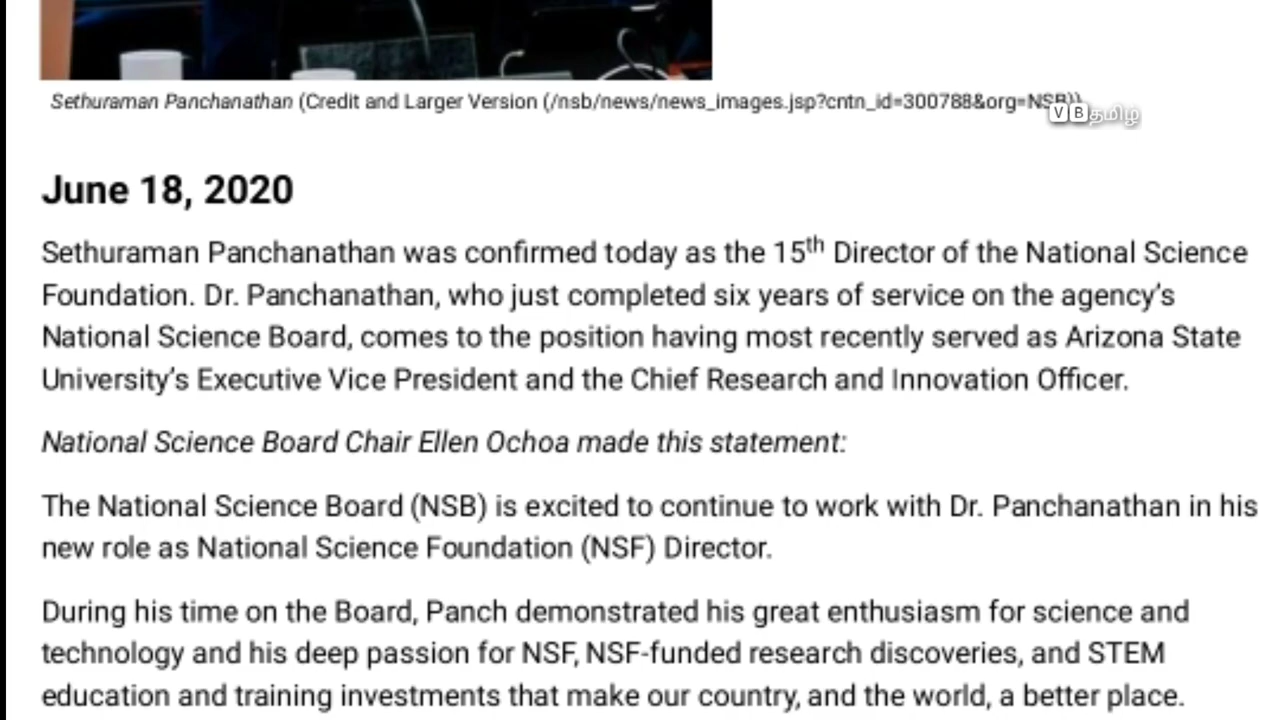 Sethuraman Panchanathan (Credit and Larger Version (/nsb/news/news_images.jsp?cntn_id=300788&org=NSB))
VBதமிழ்
June 18, 2020
Sethuraman Panchanathan was confirmed today as the 15th Director of the National Science
Foundation. Dr. Panchanathan, who just completed six years of service on the agency's
National Science Board, comes to the position having most recently served as Arizona State
University's Executive Vice President and the Chief Research and Innovation Officer.
National Science Board Chair Ellen Ochoa made this statement:
The National Science Board (NSB) is excited to continue to work with Dr. Panchanathan in his
new role as National Science Foundation (NSF) Director.
During his time on the Board, Panch demonstrated his great enthusiasm for science and
technology and his deep passion for NSF, NSF-funded research discoveries, and STEM
education and training investments that make our country, and the world, a better place.